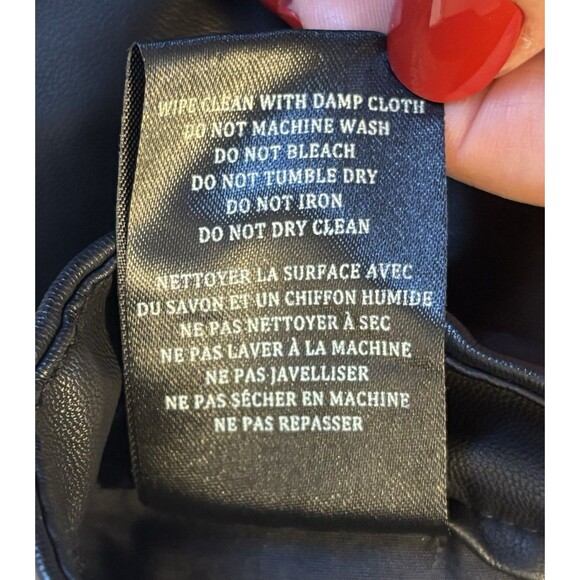 WIPE CLEAN WITH DAMP CLOTH
DO NOT MACHINE WASH
DO NOT BLEACH
DO NOT TUMBLE DRY
DO NOT IRON
DO NOT DRY CLEAN
NETTOYER LA SURFACE AVEC
DU SAVON ET UN CHIFFON HUMIDE
NE PAS NETTOYER À SEC
NE PAS LAVER À LA MACHINE
NE PAS JAVELLISER
NE PAS SÉCHER EN MACHINE
NE PAS REPASSER